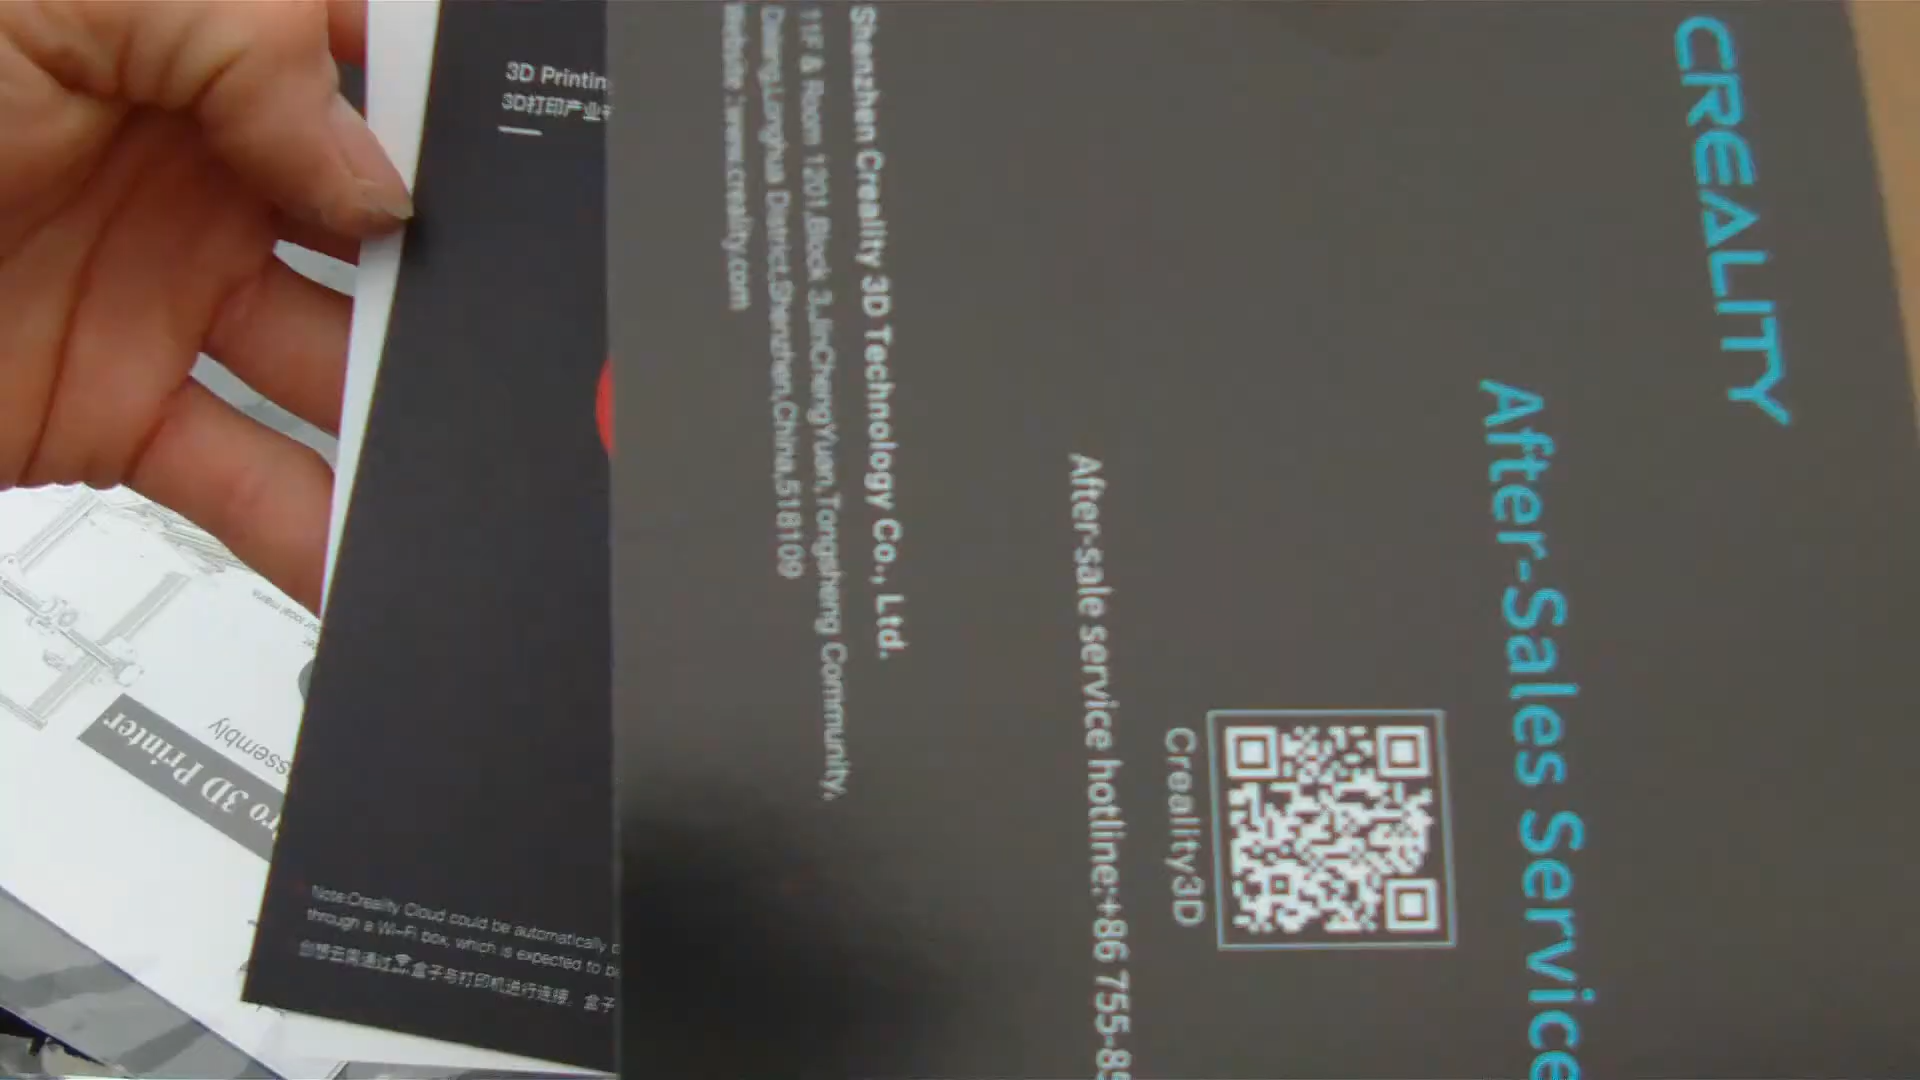 CREALITY
After-Sales Service
Creality3D
After-sale service hotline:+86 755-85
Shenzhen Creality 3D Technology Co., Ltd.
11F & Room 1201,Block 3,JinChengYuan,Tongsheng Community,
Dalang,Longhua District,Shenzhen,China,518109
Website :www.creality.com
3D Printin
3D打印产业
Note:Creality Cloud could be automatically c
through a Wi-Fi box, which is expected to be
盒子与打印机进行连接，盒子
ro 3D Printer
ssembly